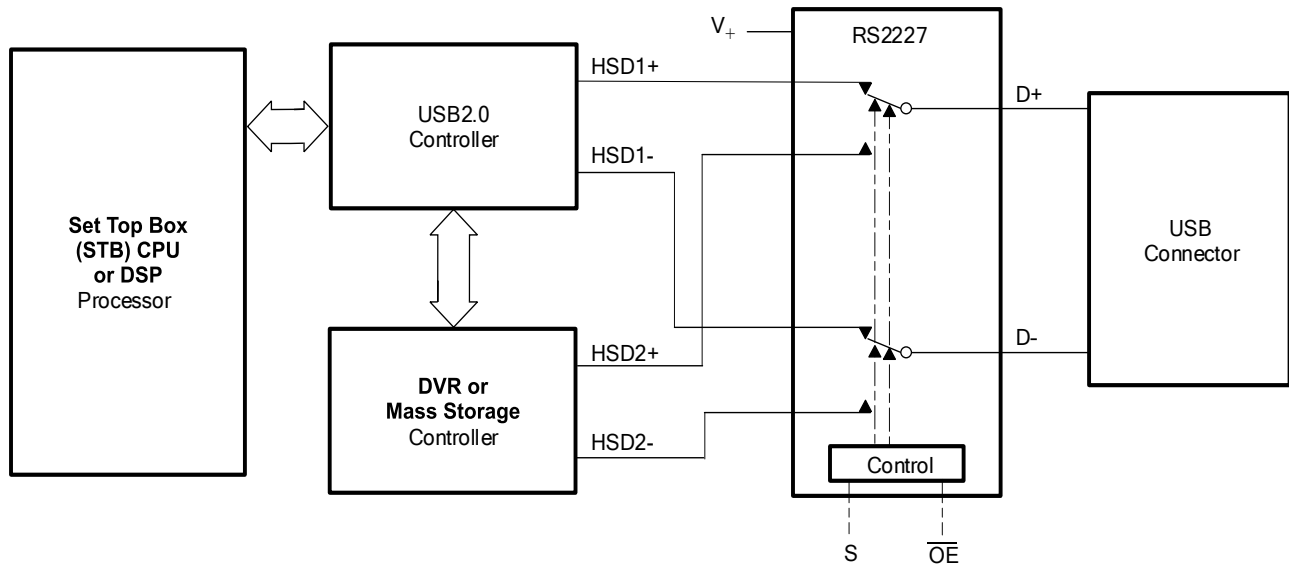 Set Top Box
(STB) CPU
or DSP
Processor
USB2.0
Controller
DVR or
Mass Storage
Controller
HSD1+
HSD1-
HSD2+
HSD2-
V+
RS2227
Control
S
OE
D+
D-
USB
Connector